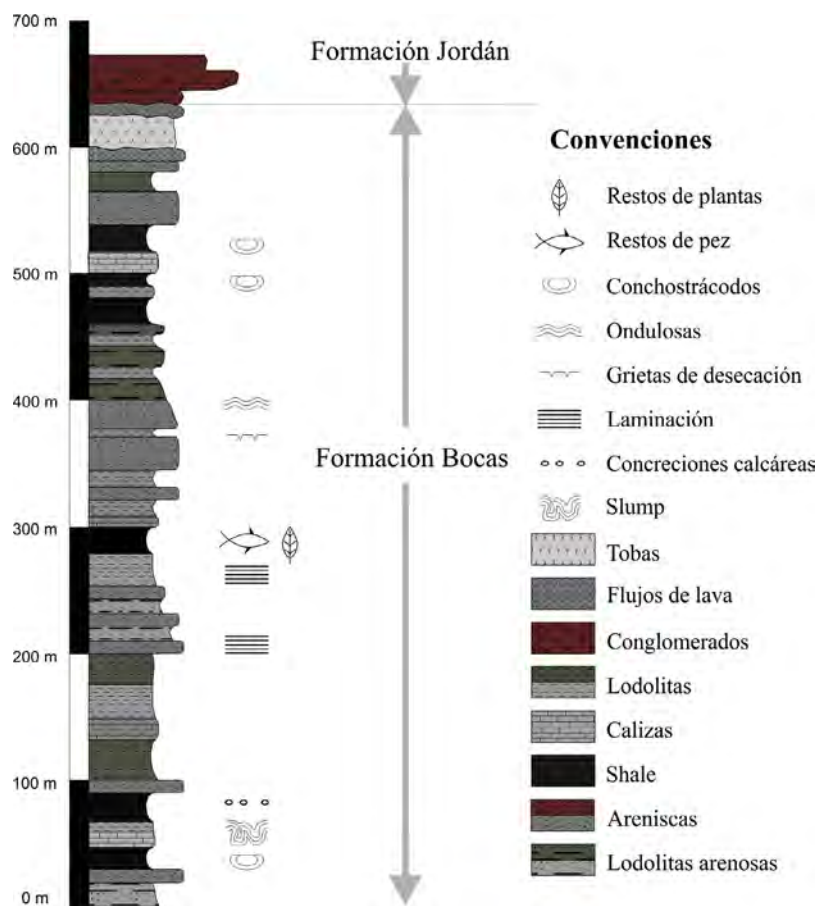 700 m
600 m
500 m
400 m
300 m
200 m
100 m
0 m
Formación Jordán
Formación Bocas
Convenciones
Restos de plantas
Restos de pez
Conchostrácodos
Ondulosas
Grietas de desecación
Laminación
Concreciones calcáreas
Slump
Tobas
Flujos de lava
Conglomerados
Lodolitas
Calizas
Shale
Areniscas
Lodolitas arenosas